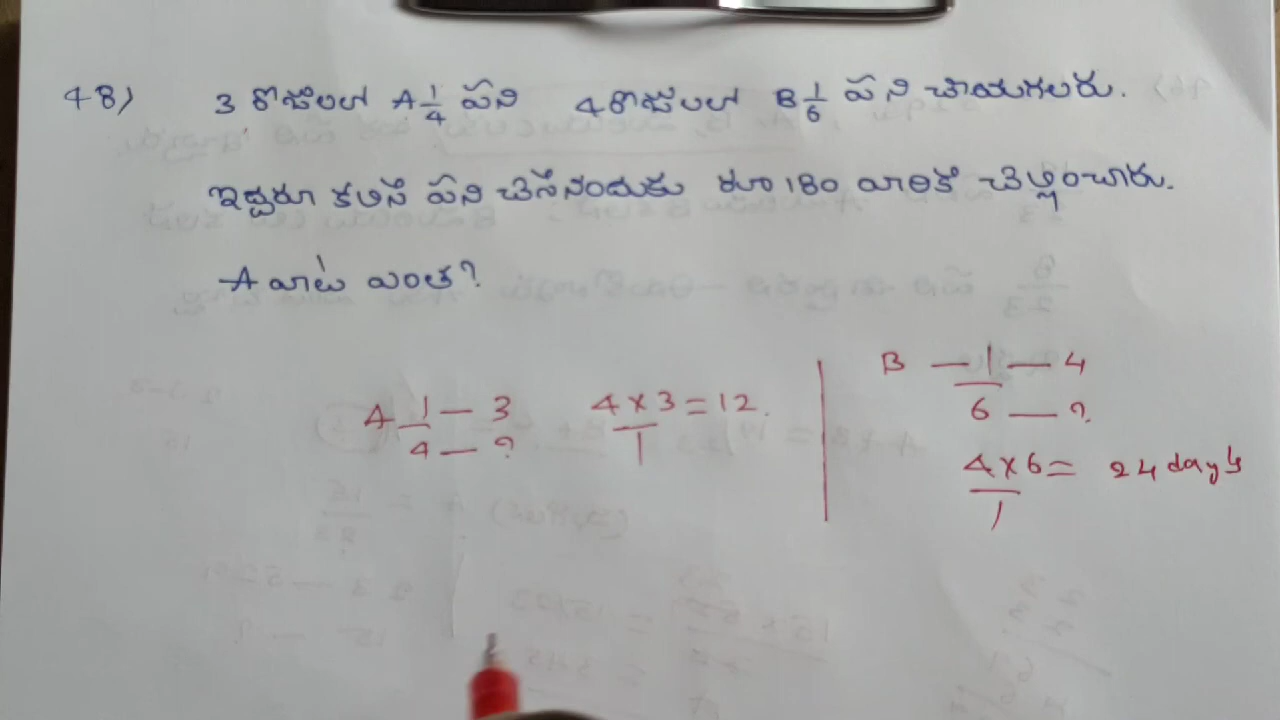 48) 3 రోజులలో A 1/4 పని 4 రోజులలో B 1/6 పని చేయగలరు.
ఇద్దరూ కలిసి పని చేసినందుకు రూ 180 వారికి చెల్లించారు.
A వాటా ఎంత?
A 1/4 — 3
4 — ?
4 × 3 = 12.
1
B — 1 — 4
6 — ?
4 × 6 = 24 days
1